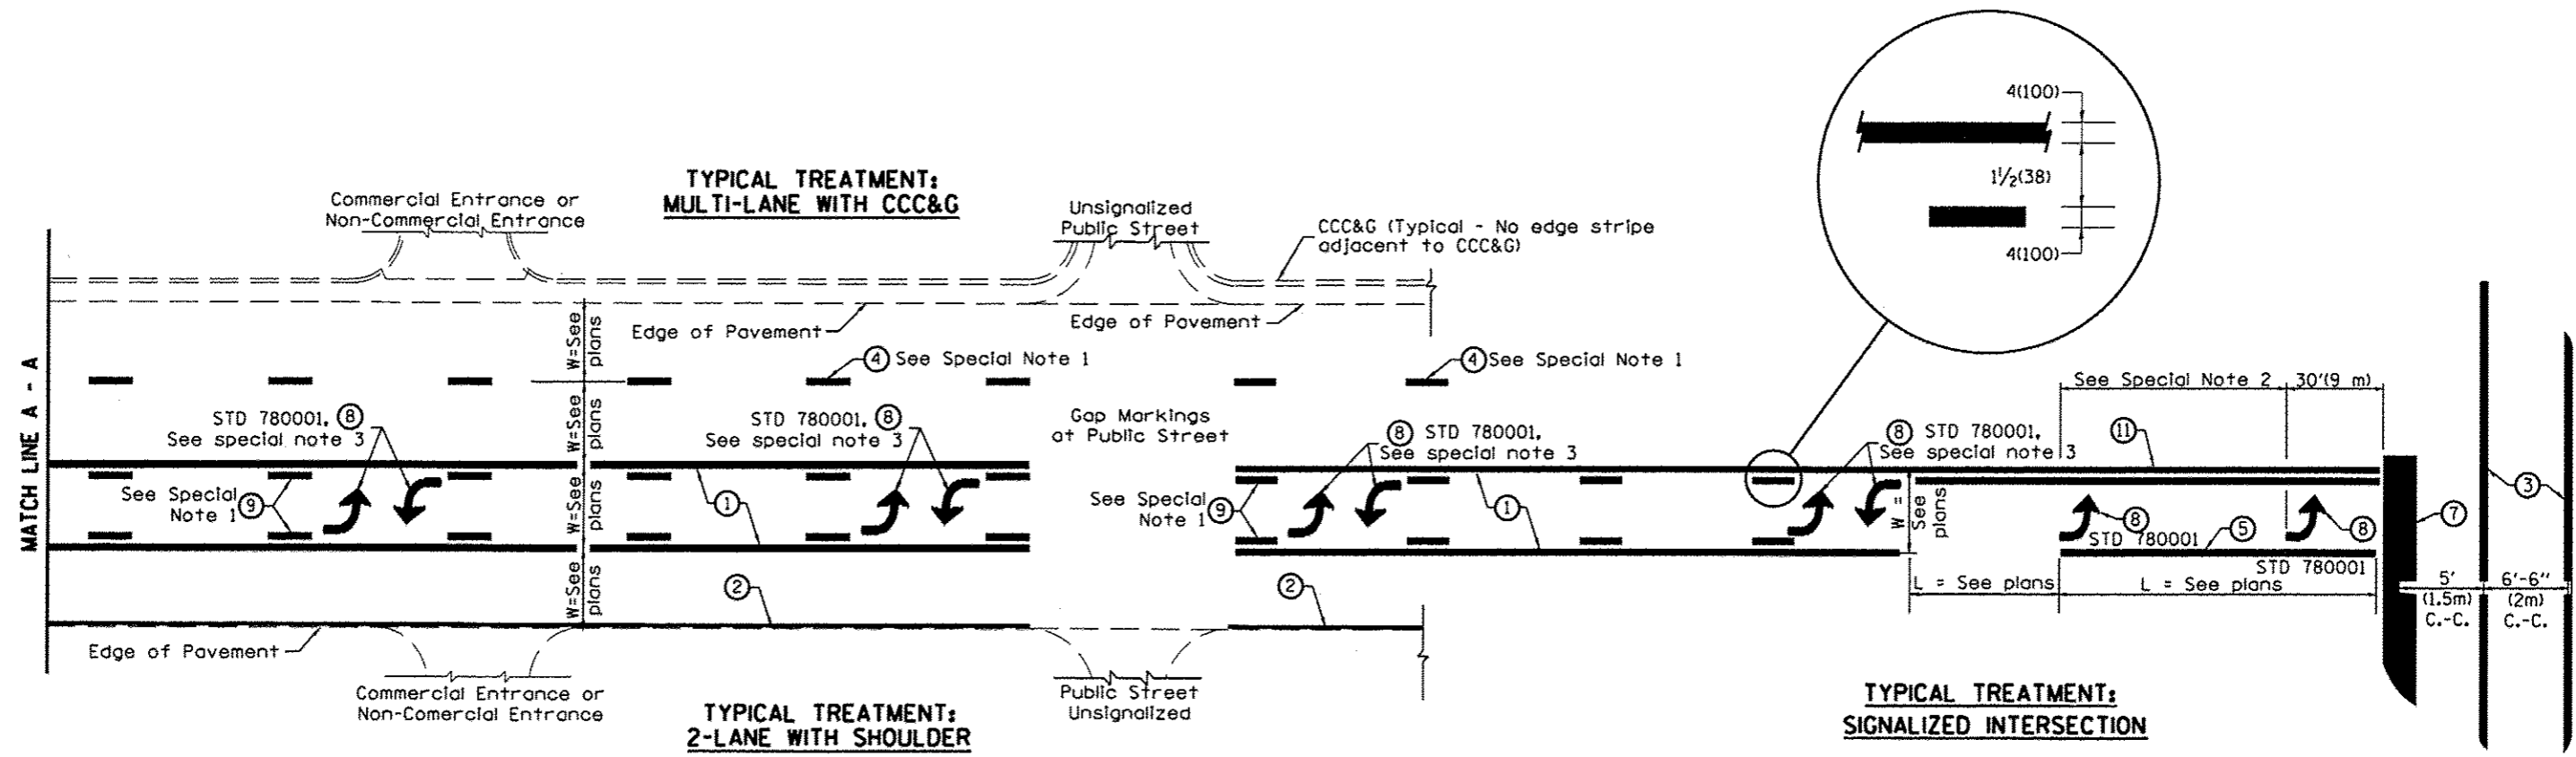 4(100)
1½(38)
4(100)
TYPICAL TREATMENT:
MULTI-LANE WITH CCC&G
Commercial Entrance or
Non-Commercial Entrance
Unsignalized
Public Street
CCC&G (Typical - No edge stripe
adjacent to CCC&G)
Edge of Pavement
Edge of Pavement
W=See
plans
MATCH LINE A - A
4 See Special Note 1
4 See Special Note 1
See Special Note 2
30'(9 m)
STD 780001, 8
See special note 3
STD 780001, 8
See special note 3
W=See
plans
Gap Markings
at Public Street
8 STD 780001,
See special note 3
8 STD 780001,
See special note 3
11
3
See Special
Note 1 9
1
W=See
plans
See Special
Note 1 9
1
W =
See
plans
8
STD 780001
5
8
7
STD 780001
2
2
W=See
plans
L = See plans
L = See plans
5'
(1.5m)
C.-C.
6'-6"
(2m)
C.-C.
Edge of Pavement
Commercial Entrance or
Non-Comercial Entrance
Public Street
Unsignalized
TYPICAL TREATMENT:
2-LANE WITH SHOULDER
TYPICAL TREATMENT:
SIGNALIZED INTERSECTION